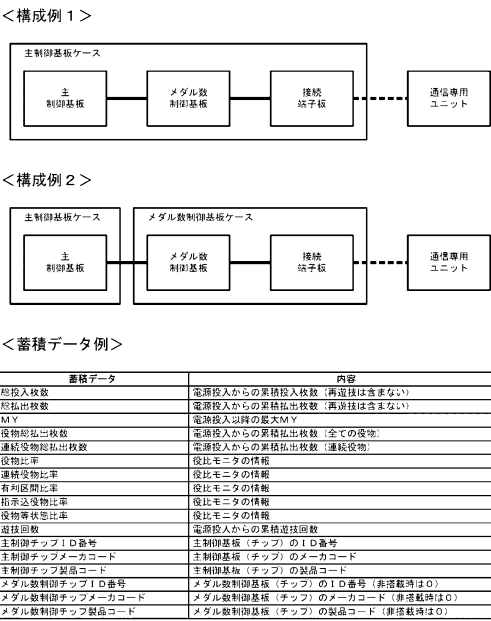 ＜構成例１＞
主制御基板ケース
主
制御基板
メダル数
制御基板
接続
端子板
通信専用
ユニット
＜構成例２＞
主制御基板ケース
メダル数制御基板ケース
主
制御基板
メダル数
制御基板
接続
端子板
通信専用
ユニット
＜蓄積データ例＞
蓄積データ 内容
総投入枚数 電源投入からの累積投入枚数（再遊技は含まない）
総払出枚数 電源投入からの累積払出枚数（再遊技は含まない）
ＭＹ 電源投入以降の最大ＭＹ
役物総払出枚数 電源投入からの累積払出枚数（全ての役物）
連続役物総払出枚数 電源投入からの累積払出枚数（連続役物）
役物比率 役比モニタの情報
連続役物比率 役比モニタの情報
有利区間比率 役比モニタの情報
指示込役物比率 役比モニタの情報
役物等状態比率 役比モニタの情報
遊技回数 電源投入からの累積遊技回数
主制御チップＩＤ番号 主制御基板（チップ）のＩＤ番号
主制御チップメーカコード 主制御基板（チップ）のメーカコード
主制御チップ製品コード 主制御基板（チップ）の製品コード
メダル数制御チップＩＤ番号 メダル数制御基板（チップ）のＩＤ番号（非搭載時は０）
メダル数制御チップメーカコード メダル数制御基板（チップ）のメーカコード（非搭載時は０）
メダル数制御チップ製品コード メダル数制御基板（チップ）の製品コード（非搭載時は０）